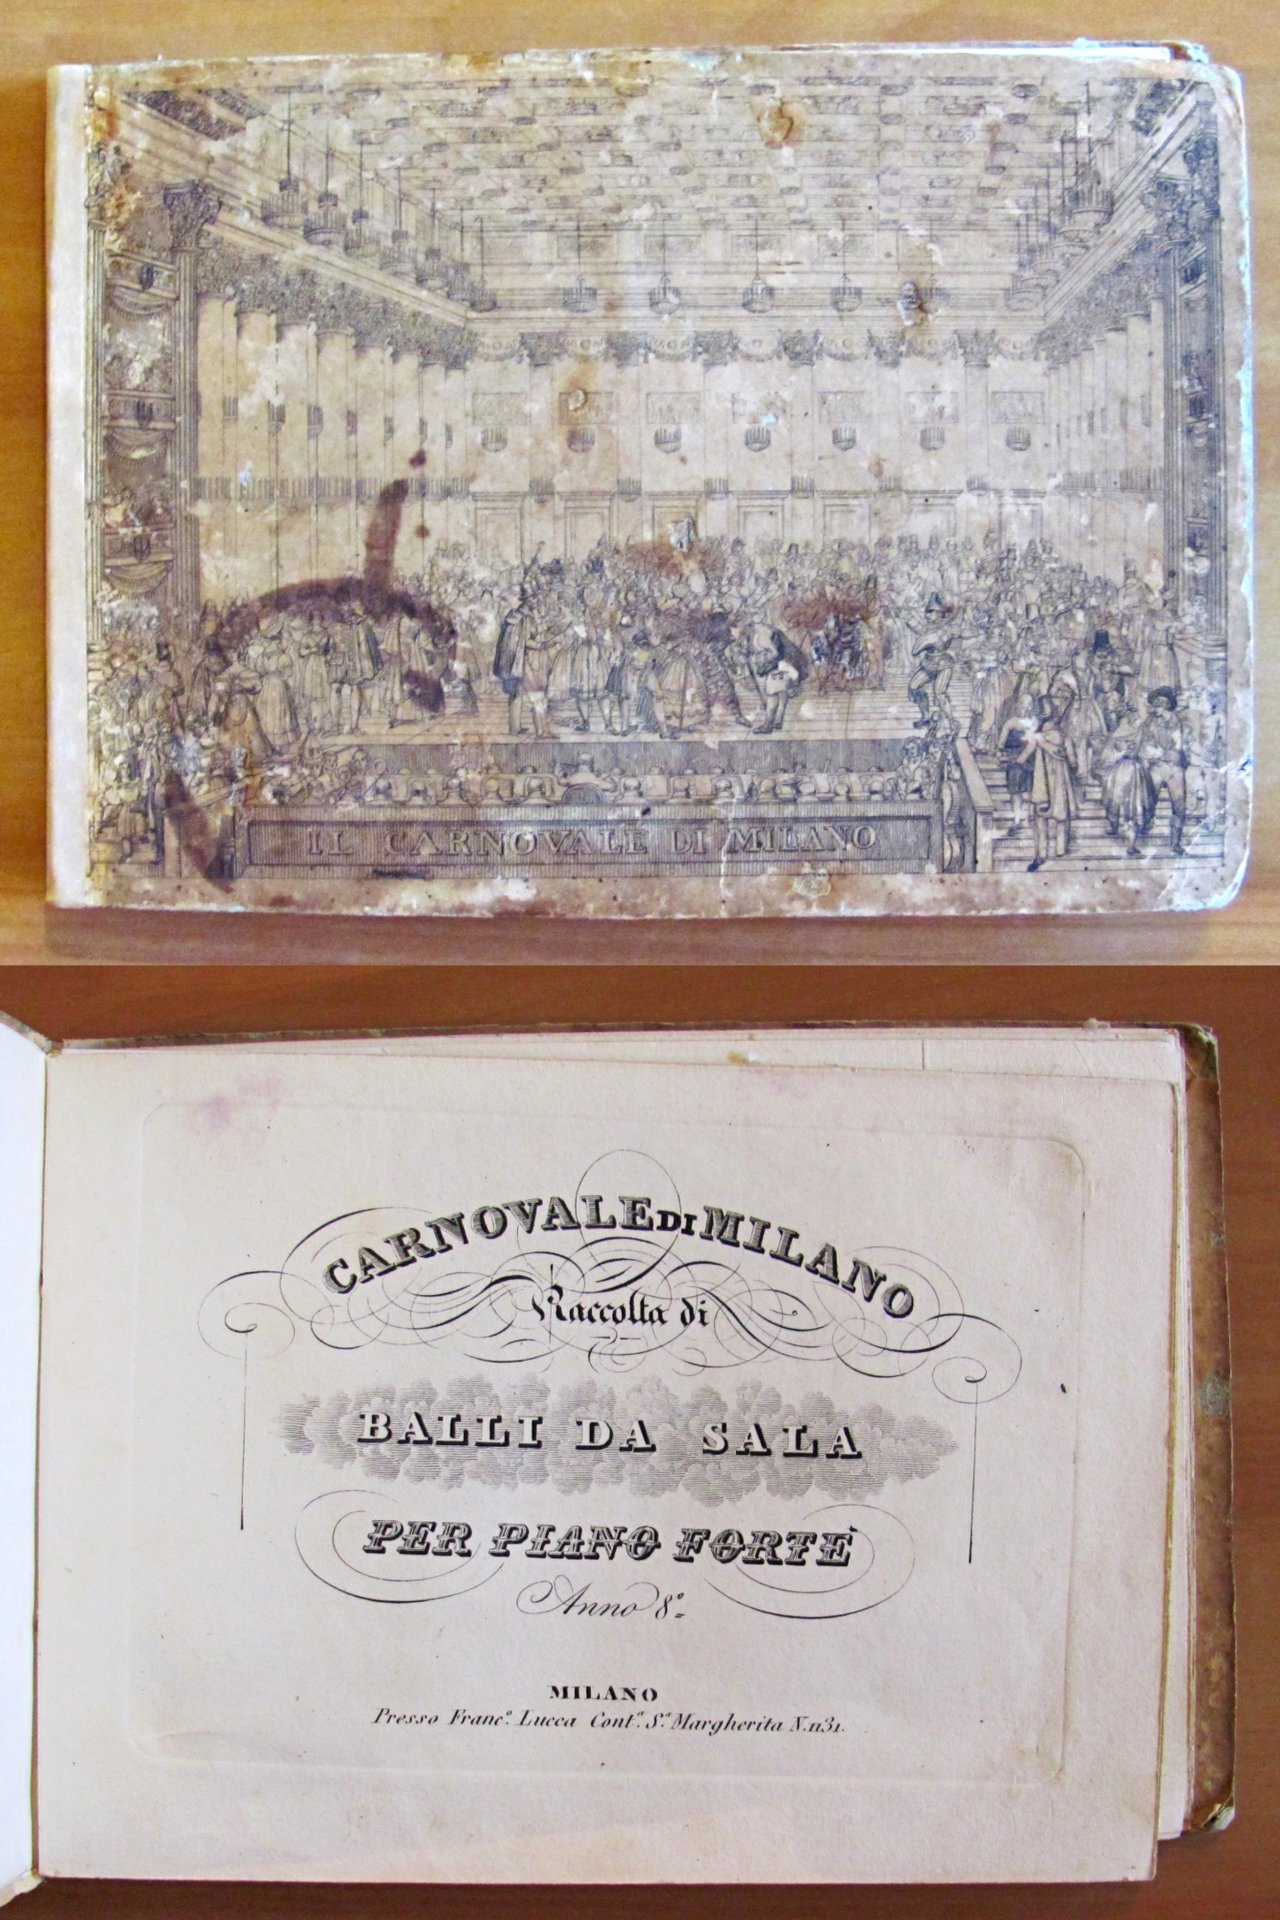 IL CARNOVALE DI MILANO
CARNOVALE DI MILANO
Raccolta di
BALLI DA SALA
PER PIANO FORTE
Anno 8.º
MILANO
Presso Franc.º Lucca Cont.ª S.ª Margherita N. 1131.